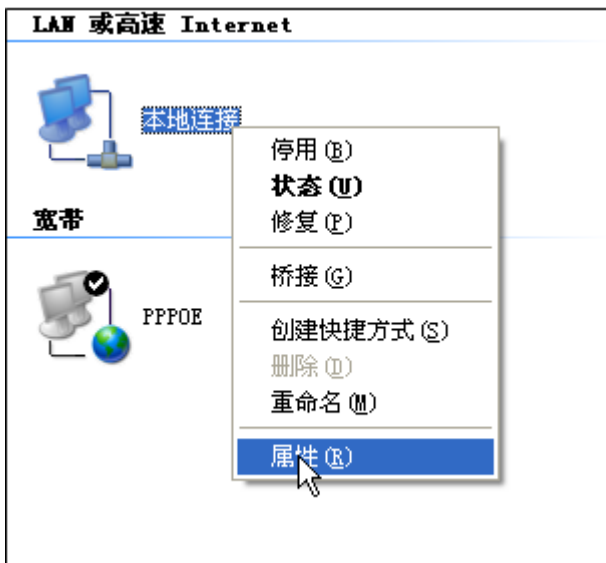 LAN 或高速 Internet
本地连接
停用(B)
状态(U)
修复(P)
桥接(G)
创建快捷方式(S)
删除(D)
重命名(M)
属性(R)
宽带
PPPOE